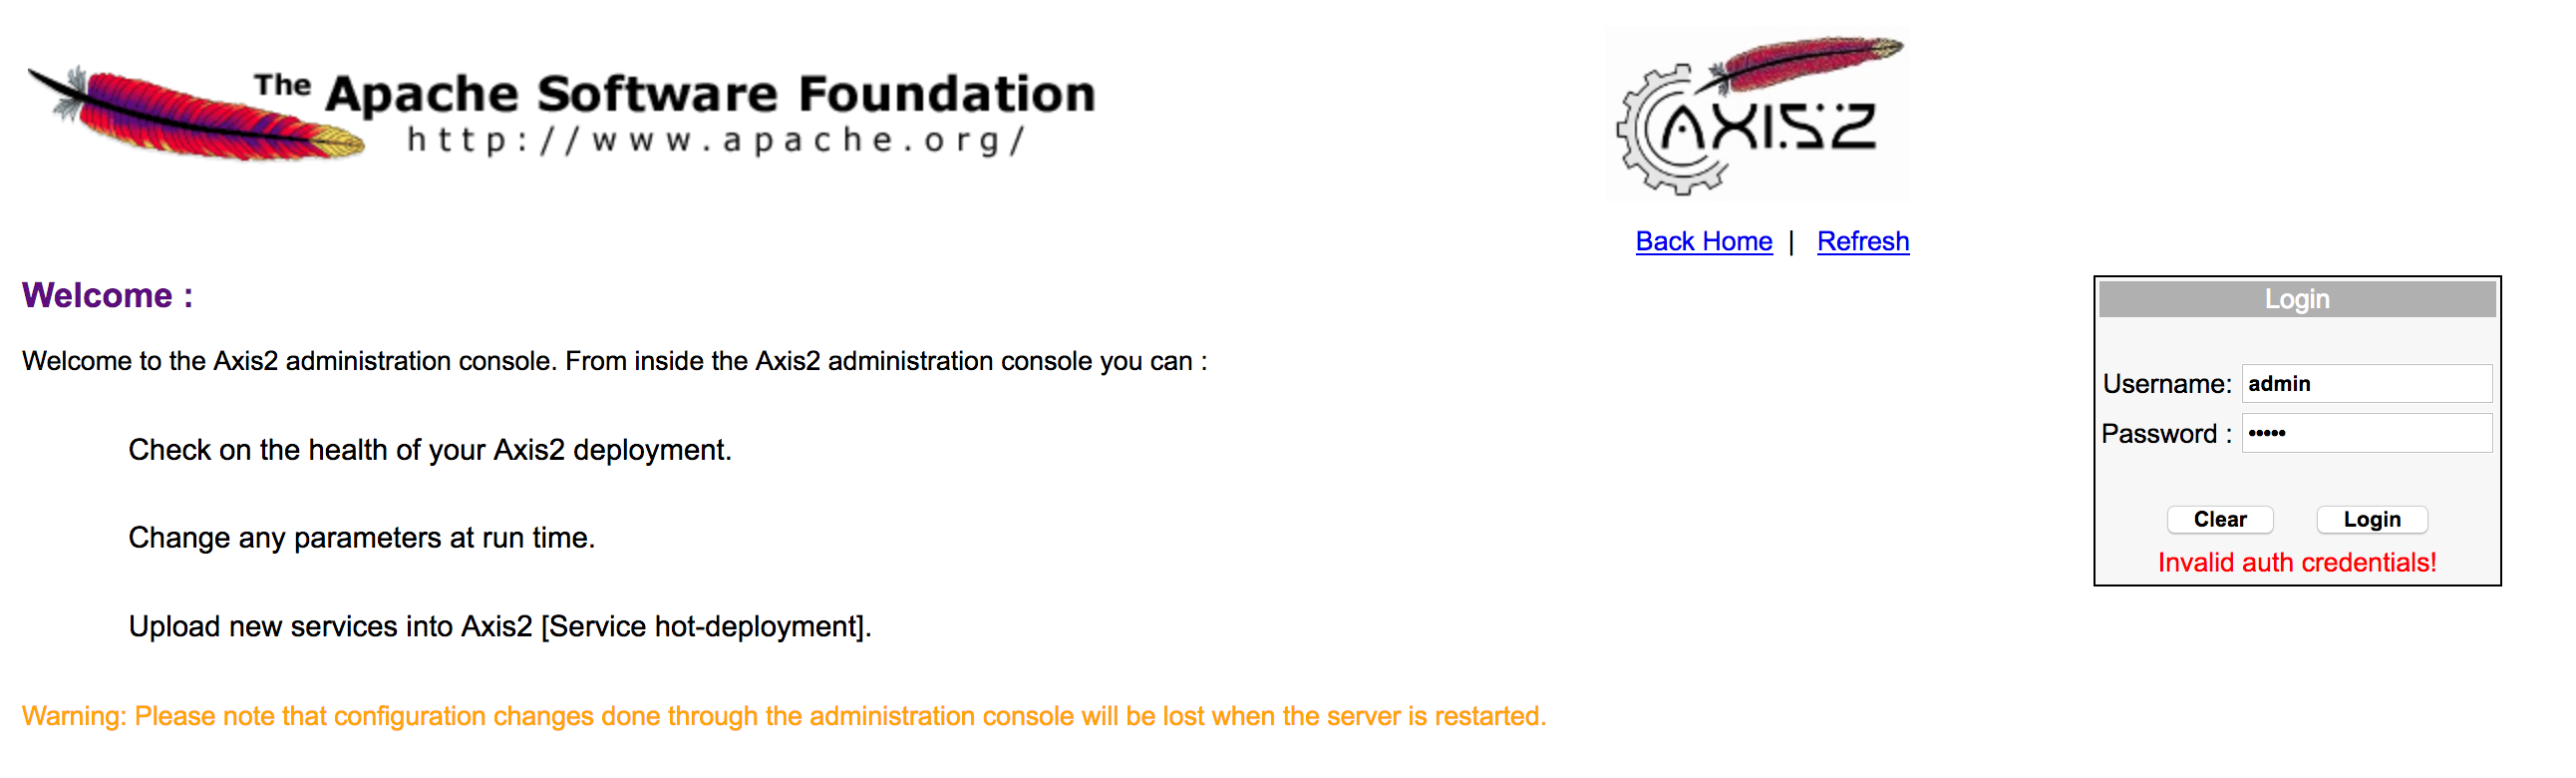 The Apache Software Foundation
http://www.apache.org/
AXIS2
Back Home | Refresh
Welcome :
Welcome to the Axis2 administration console. From inside the Axis2 administration console you can :
Check on the health of your Axis2 deployment.
Change any parameters at run time.
Upload new services into Axis2 [Service hot-deployment].
Warning: Please note that configuration changes done through the administration console will be lost when the server is restarted.
Login
Username: admin
Password : •••••
Clear Login
Invalid auth credentials!